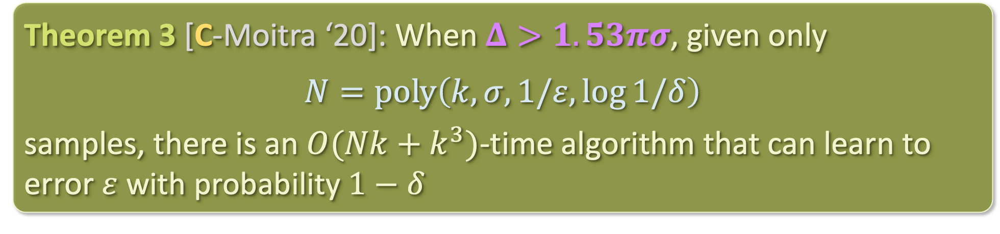 Theorem 3 [C-Moitra ‘20]: When Δ > 1.53πσ, given only
N = poly(k, σ, 1/ε, log 1/δ)
samples, there is an O(Nk + k³)-time algorithm that can learn to
error ε with probability 1 − δ